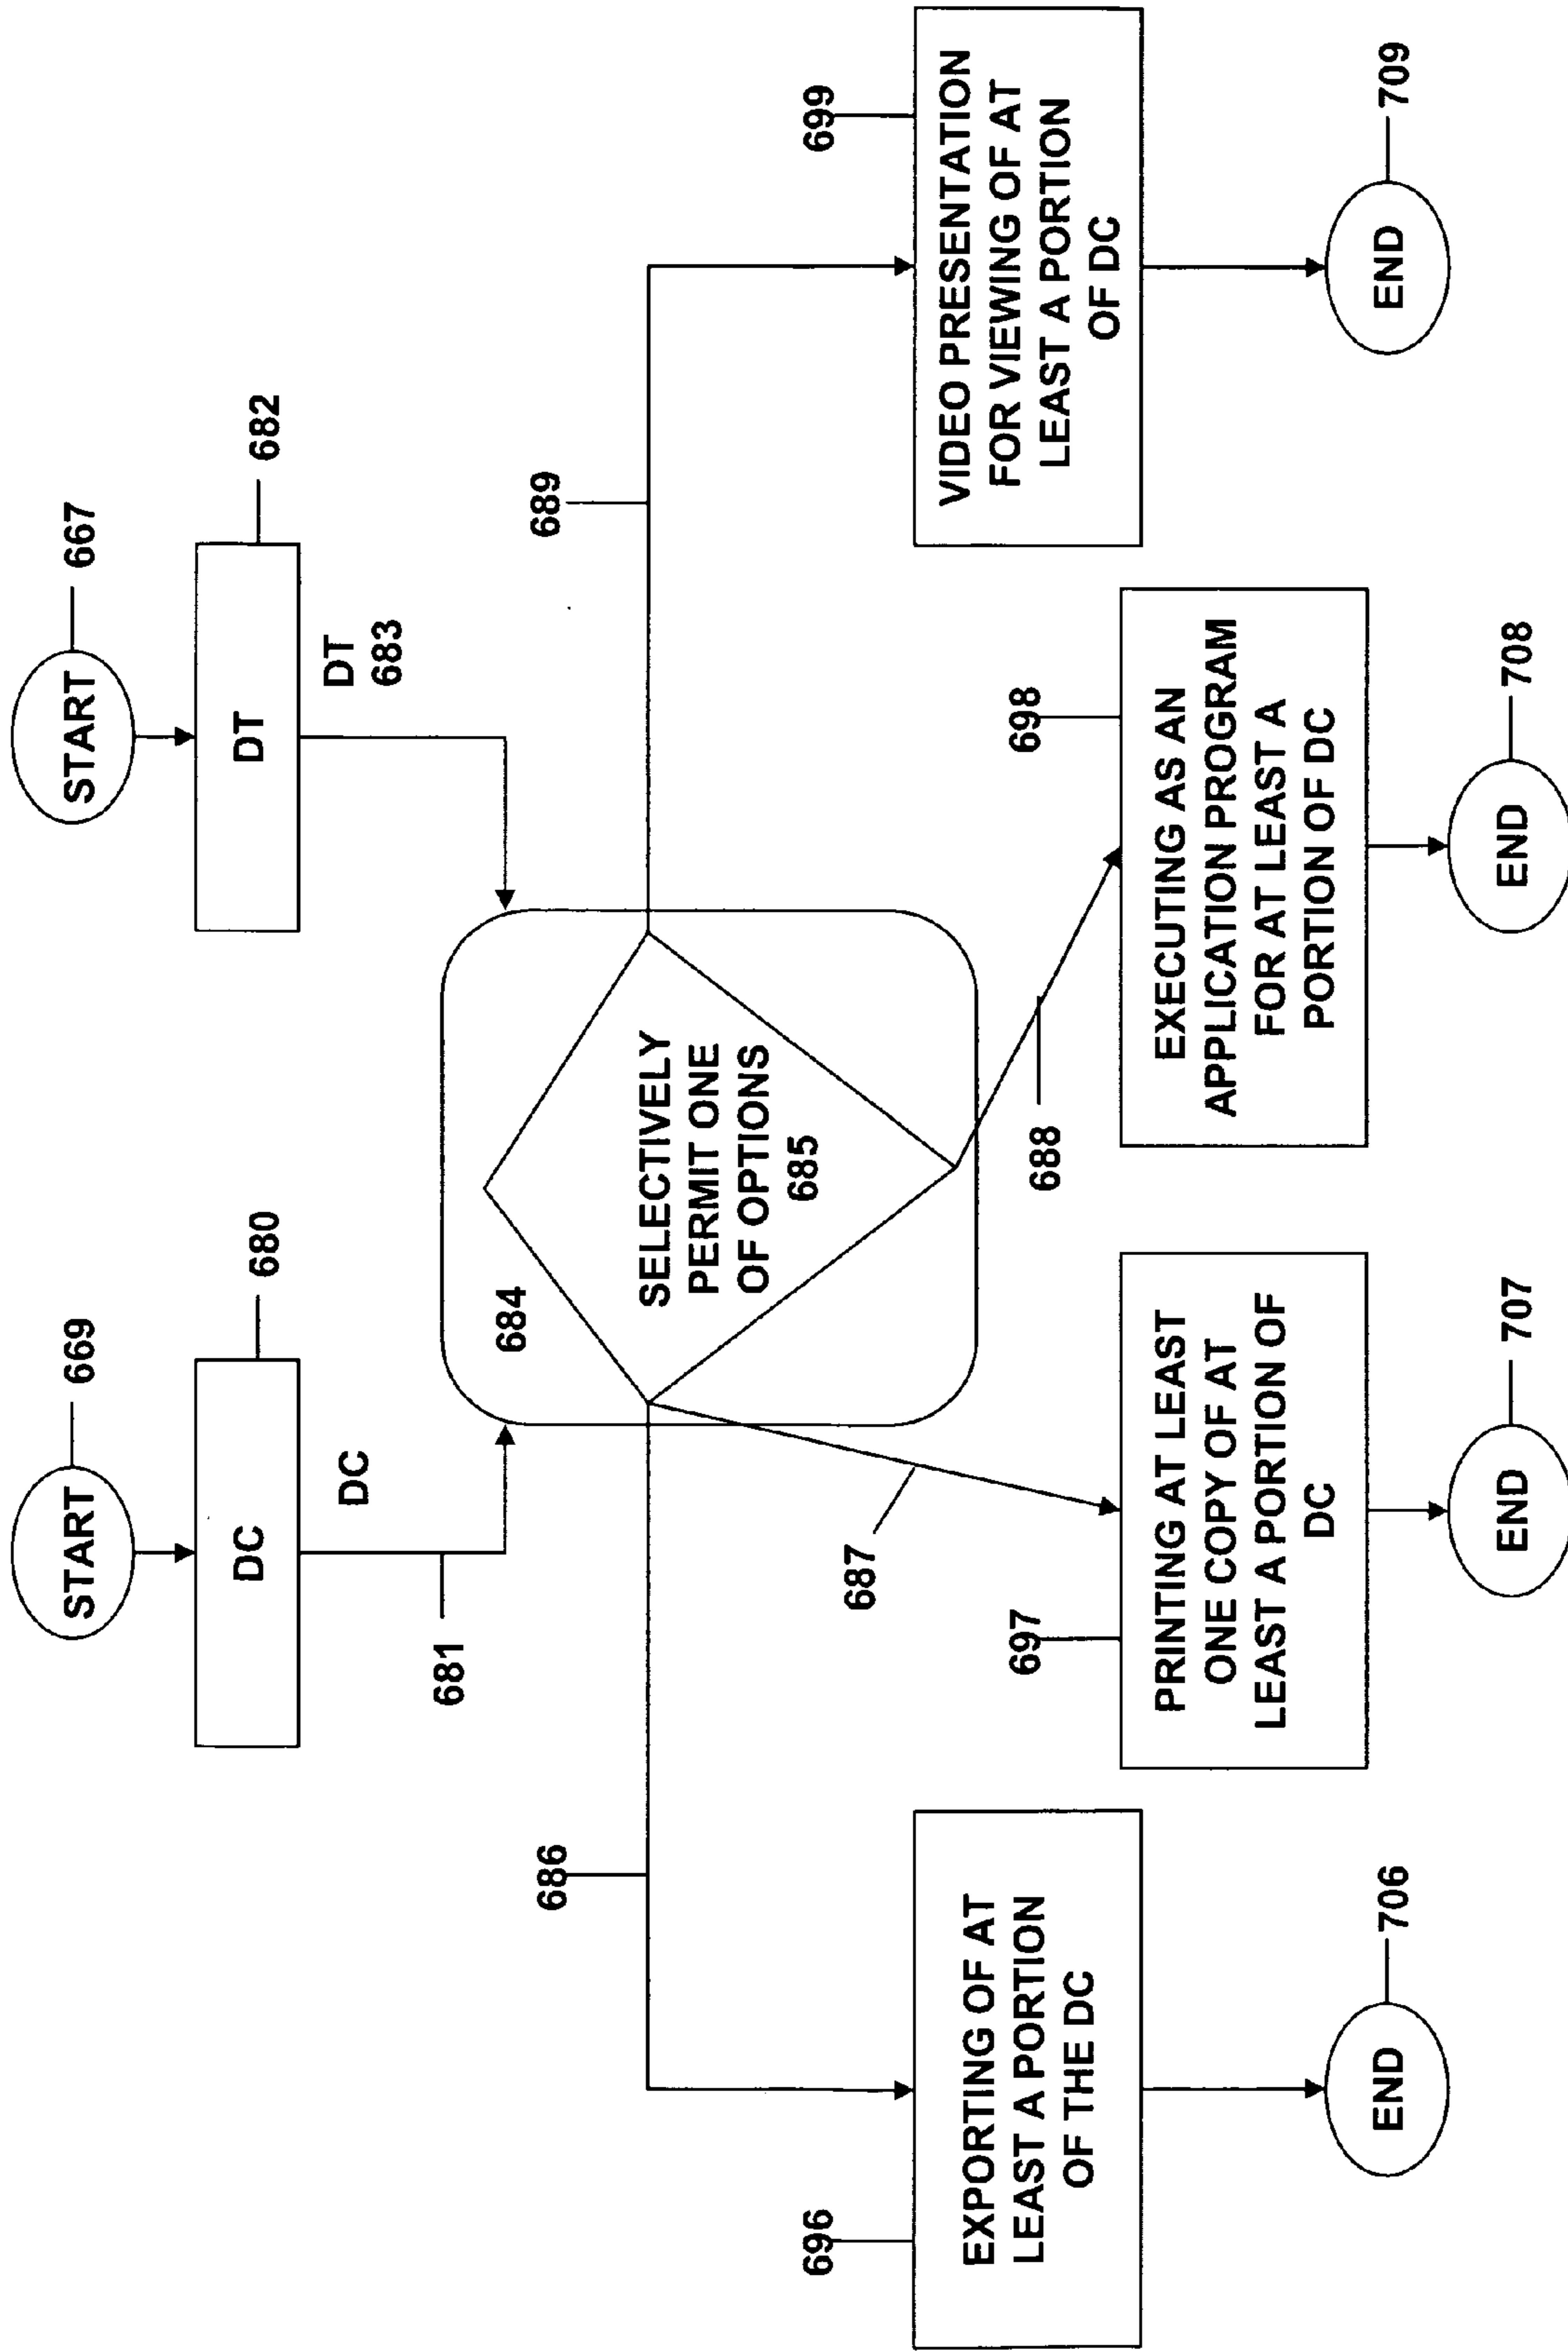 START
669
START
667
DC
680
DT
682
DC
681
DT
683
684
SELECTIVELY
PERMIT ONE
OF OPTIONS
685
686
687
688
689
696
EXPORTING OF AT
LEAST A PORTION
OF THE DC
697
PRINTING AT LEAST
ONE COPY OF AT
LEAST A PORTION OF
DC
698
EXECUTING AS AN
APPLICATION PROGRAM
FOR AT LEAST A
PORTION OF DC
699
VIDEO PRESENTATION
FOR VIEWING OF AT
LEAST A PORTION
OF DC
END
706
END
707
END
708
END
709